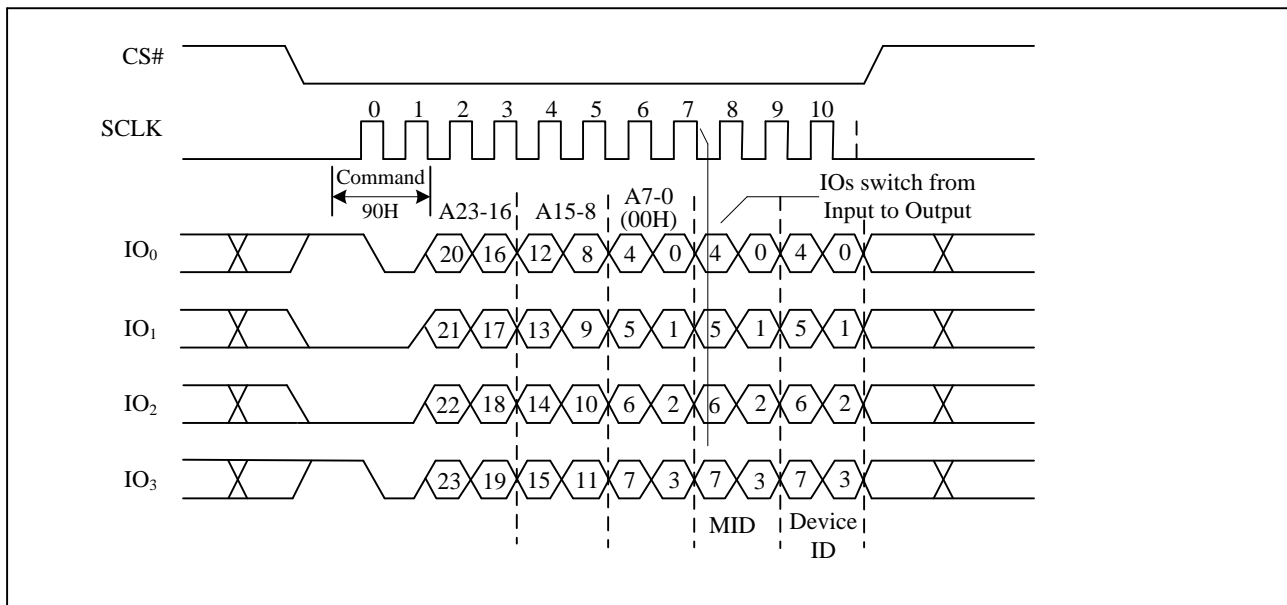 CS#
0 1 2 3 4 5 6 7 8 9 10
SCLK
Command
90H
A23-16 A15-8 A7-0
(00H)
IOs switch from
Input to Output
IO₀ 20 16 12 8 4 0 4 0 4 0
IO₁ 21 17 13 9 5 1 5 1 5 1
IO₂ 22 18 14 10 6 2 6 2 6 2
IO₃ 23 19 15 11 7 3 7 3 7 3
MID
Device
ID